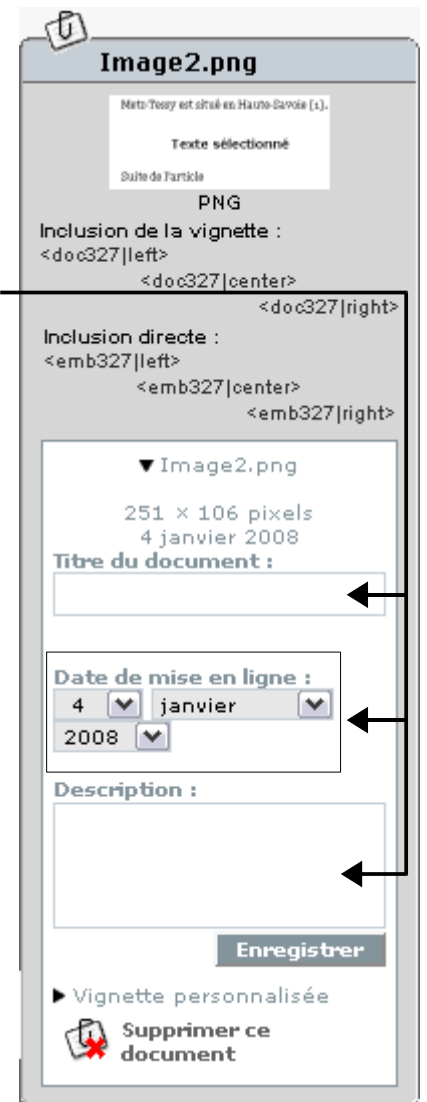 Image2.png
Metz-Tessy est situé en Haute-Savoie [1].
Texte sélectionné
Suite de l'article
PNG
Inclusion de la vignette :
<doc327|left>
<doc327|center>
<doc327|right>
Inclusion directe :
<emb327|left>
<emb327|center>
<emb327|right>
▼ Image2.png
251 × 106 pixels
4 janvier 2008
Titre du document :
Date de mise en ligne :
4 janvier
2008
Description :
Enregistrer
▶ Vignette personnalisée
Supprimer ce
document